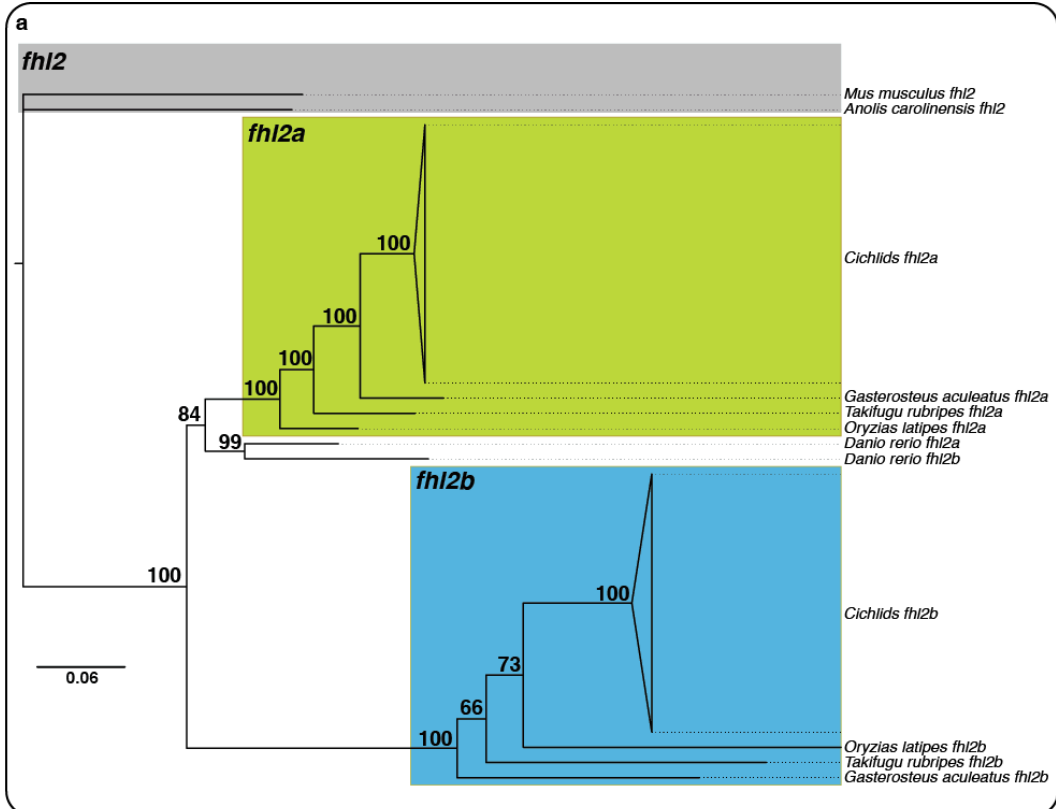 a
fhl2
Mus musculus fhl2
Anolis carolinensis fhl2
fhl2a
100
Cichlids fhl2a
100
100
100
Gasterosteus aculeatus fhl2a
84
Takifugu rubripes fhl2a
Oryzias latipes fhl2a
99
Danio rerio fhl2a
Danio rerio fhl2b
fhl2b
100
100
Cichlids fhl2b
0.06
73
66
100
Oryzias latipes fhl2b
Takifugu rubripes fhl2b
Gasterosteus aculeatus fhl2b